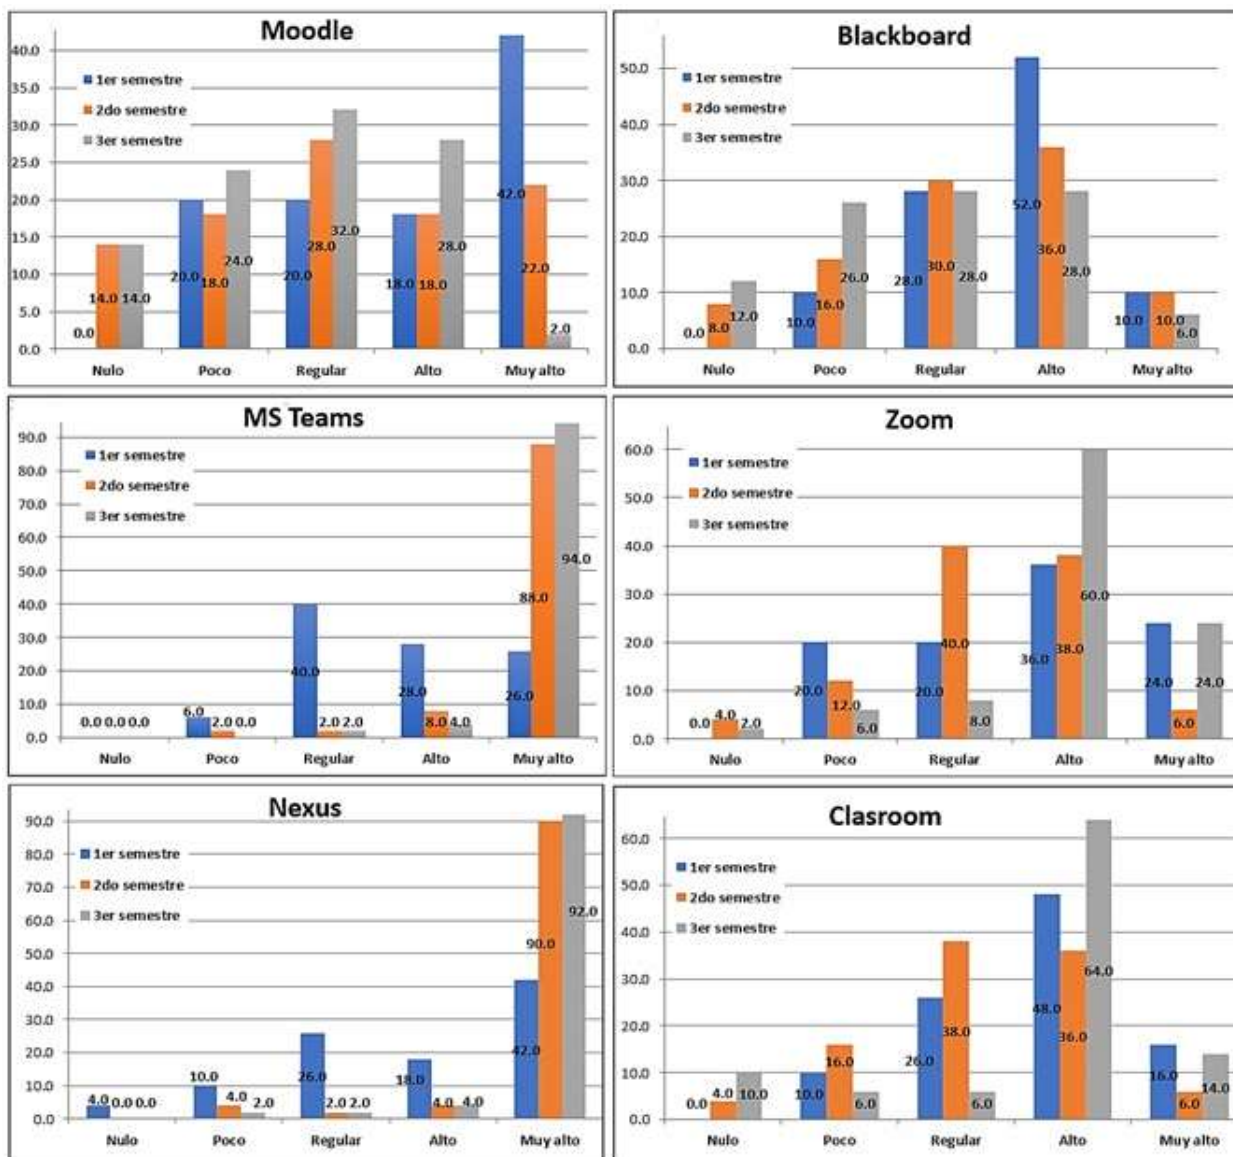 Moodle
40.0
35.0
30.0
25.0
20.0
15.0
10.0
5.0
0.0
1er semestre
2do semestre
3er semestre
0.0 14.0 14.0
20.0 18.0 24.0
20.0 28.0 32.0
18.0 18.0 28.0
42.0 22.0 2.0
Nulo Poco Regular Alto Muy alto
Blackboard
50.0
40.0
30.0
20.0
10.0
0.0
1er semestre
2do semestre
3er semestre
0.0 8.0 12.0
10.0 16.0 26.0
28.0 30.0 28.0
52.0 36.0 28.0
10.0 10.0 6.0
Nulo Poco Regular Alto Muy alto
MS Teams
90.0
80.0
70.0
60.0
50.0
40.0
30.0
20.0
10.0
0.0
1er semestre
2do semestre
3er semestre
0.0 0.0 0.0
6.0 2.0 0.0
40.0 2.0 2.0
28.0 8.0 4.0
26.0 88.0 94.0
Nulo Poco Regular Alto Muy alto
Zoom
60.0
50.0
40.0
30.0
20.0
10.0
0.0
1er semestre
2do semestre
3er semestre
0.0 4.0 2.0
20.0 12.0 6.0
20.0 40.0 8.0
36.0 38.0 60.0
24.0 6.0 24.0
Nulo Poco Regular Alto Muy alto
Nexus
90.0
80.0
70.0
60.0
50.0
40.0
30.0
20.0
10.0
0.0
1er semestre
2do semestre
3er semestre
4.0 0.0 0.0
10.0 4.0 2.0
26.0 2.0 2.0
18.0 4.0 4.0
42.0 90.0 92.0
Nulo Poco Regular Alto Muy alto
Clasroom
60.0
50.0
40.0
30.0
20.0
10.0
0.0
1er semestre
2do semestre
3er semestre
0.0 4.0 10.0
10.0 16.0 6.0
26.0 38.0 6.0
48.0 36.0 64.0
16.0 6.0 14.0
Nulo Poco Regular Alto Muy alto